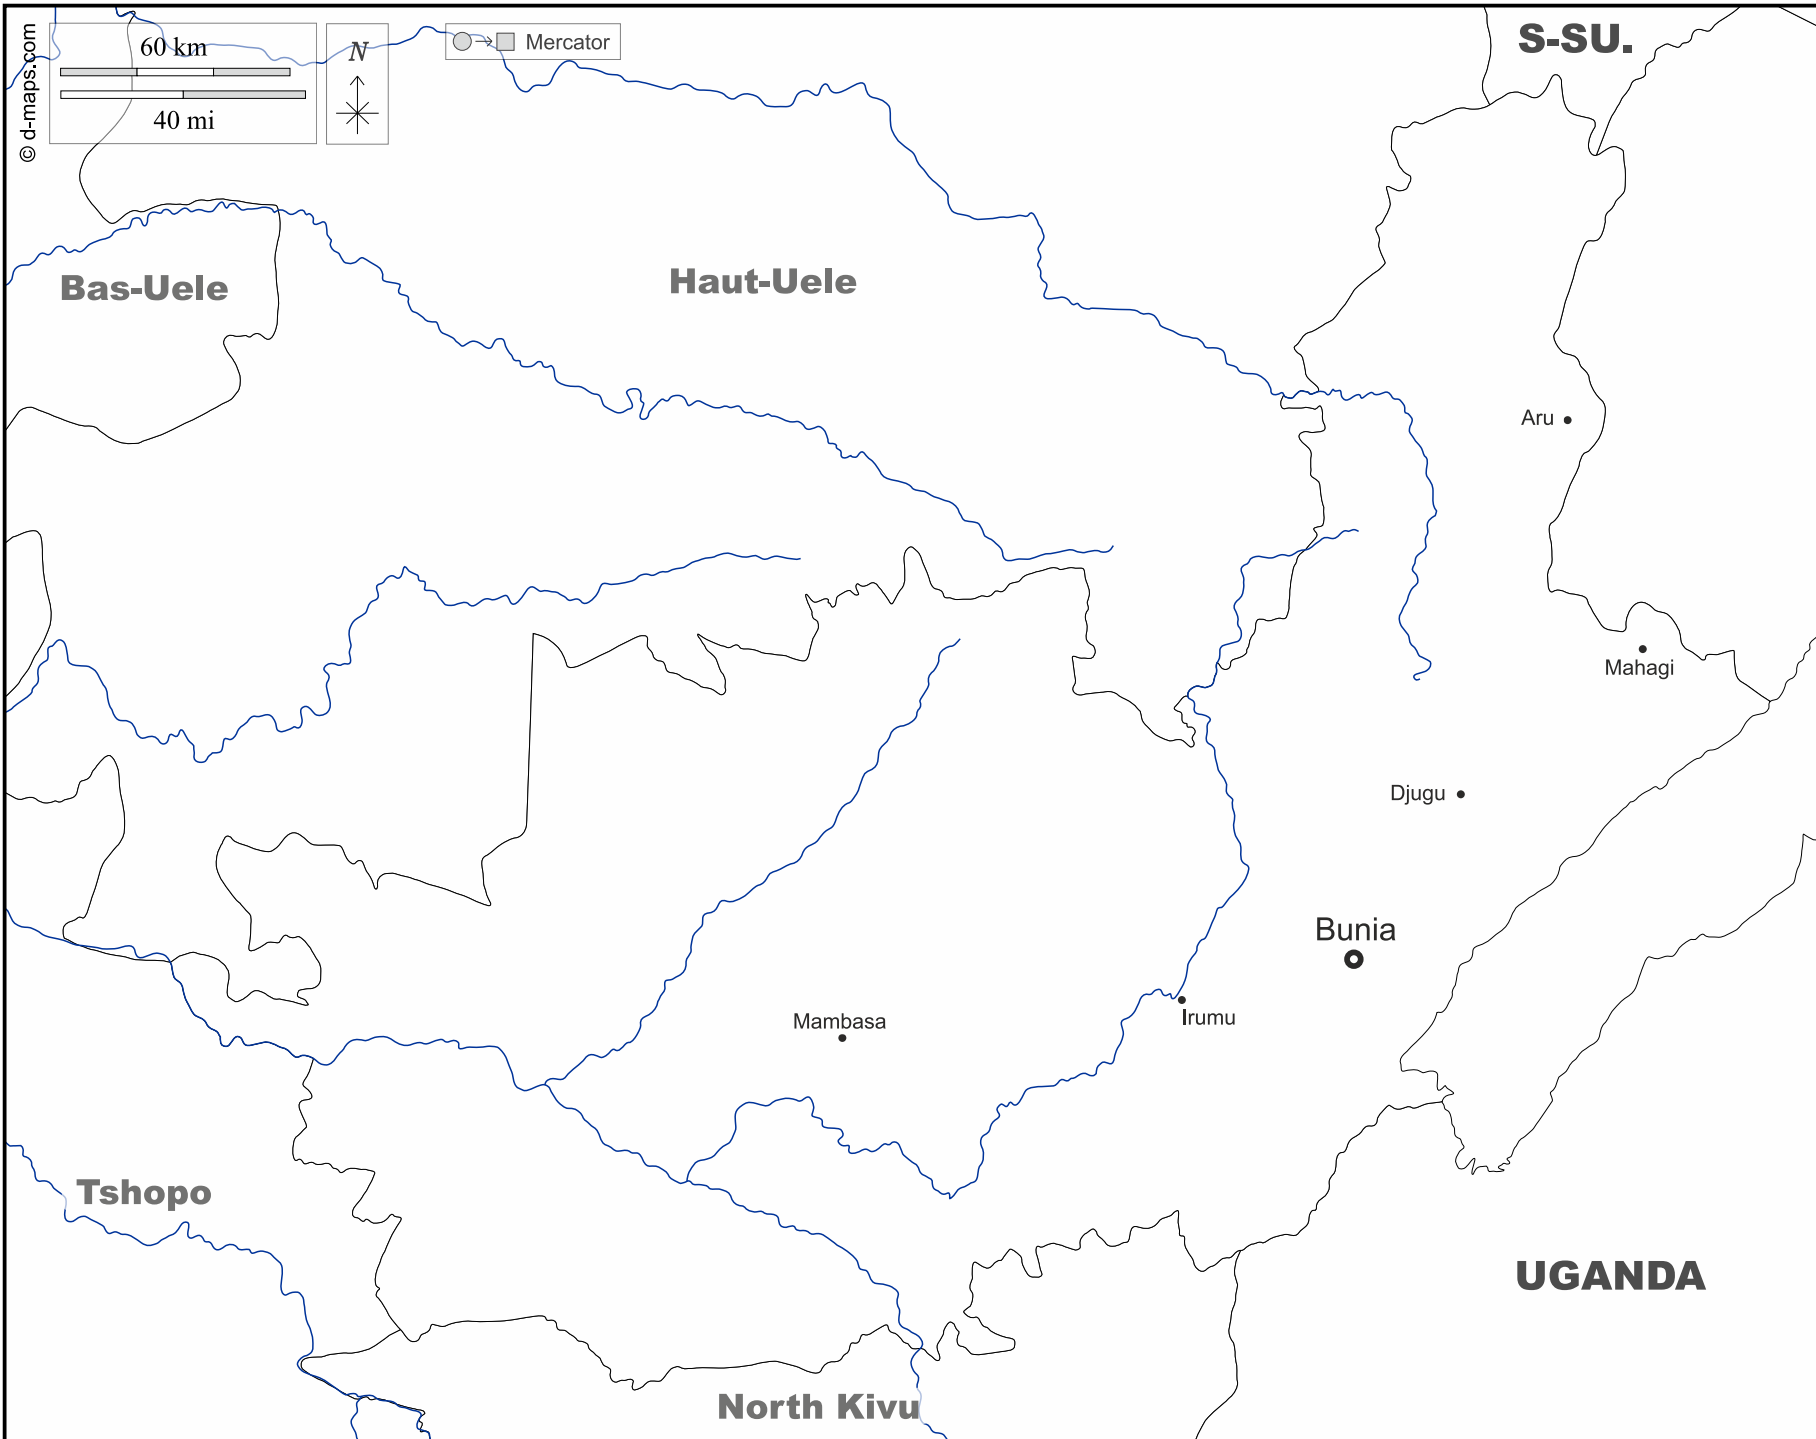 © d-maps.com
60 km
40 mi
N
Mercator
S-SU.
Bas-Uele
Haut-Uele
Aru
Mahagi
Djugu
Bunia
Irumu
Mambasa
Tshopo
UGANDA
North Kivu